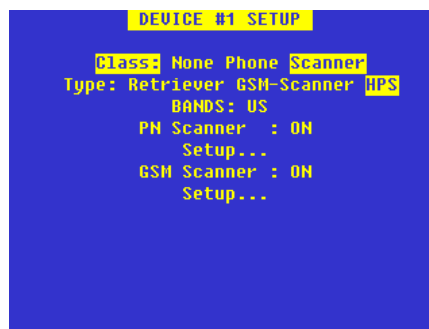 DEVICE #1 SETUP
Class: None Phone Scanner
Type: Retriever GSM-Scanner HPS
BANDS: US
PN Scanner : ON
Setup...
GSM Scanner : ON
Setup...